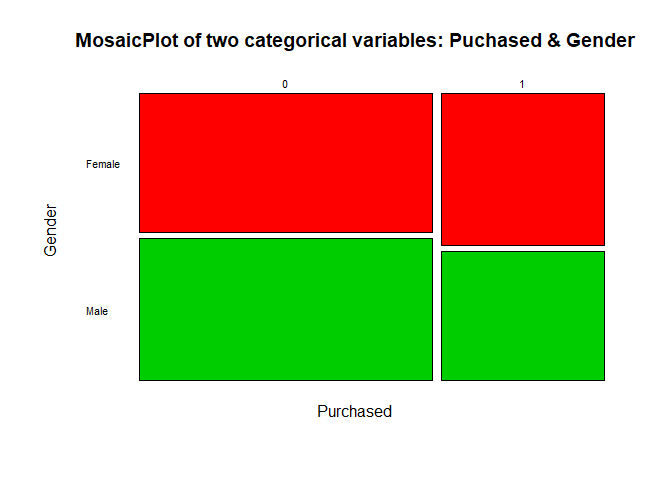 MosaicPlot of two categorical variables: Puchased & Gender
0 1
Female
Gender
Male
Purchased